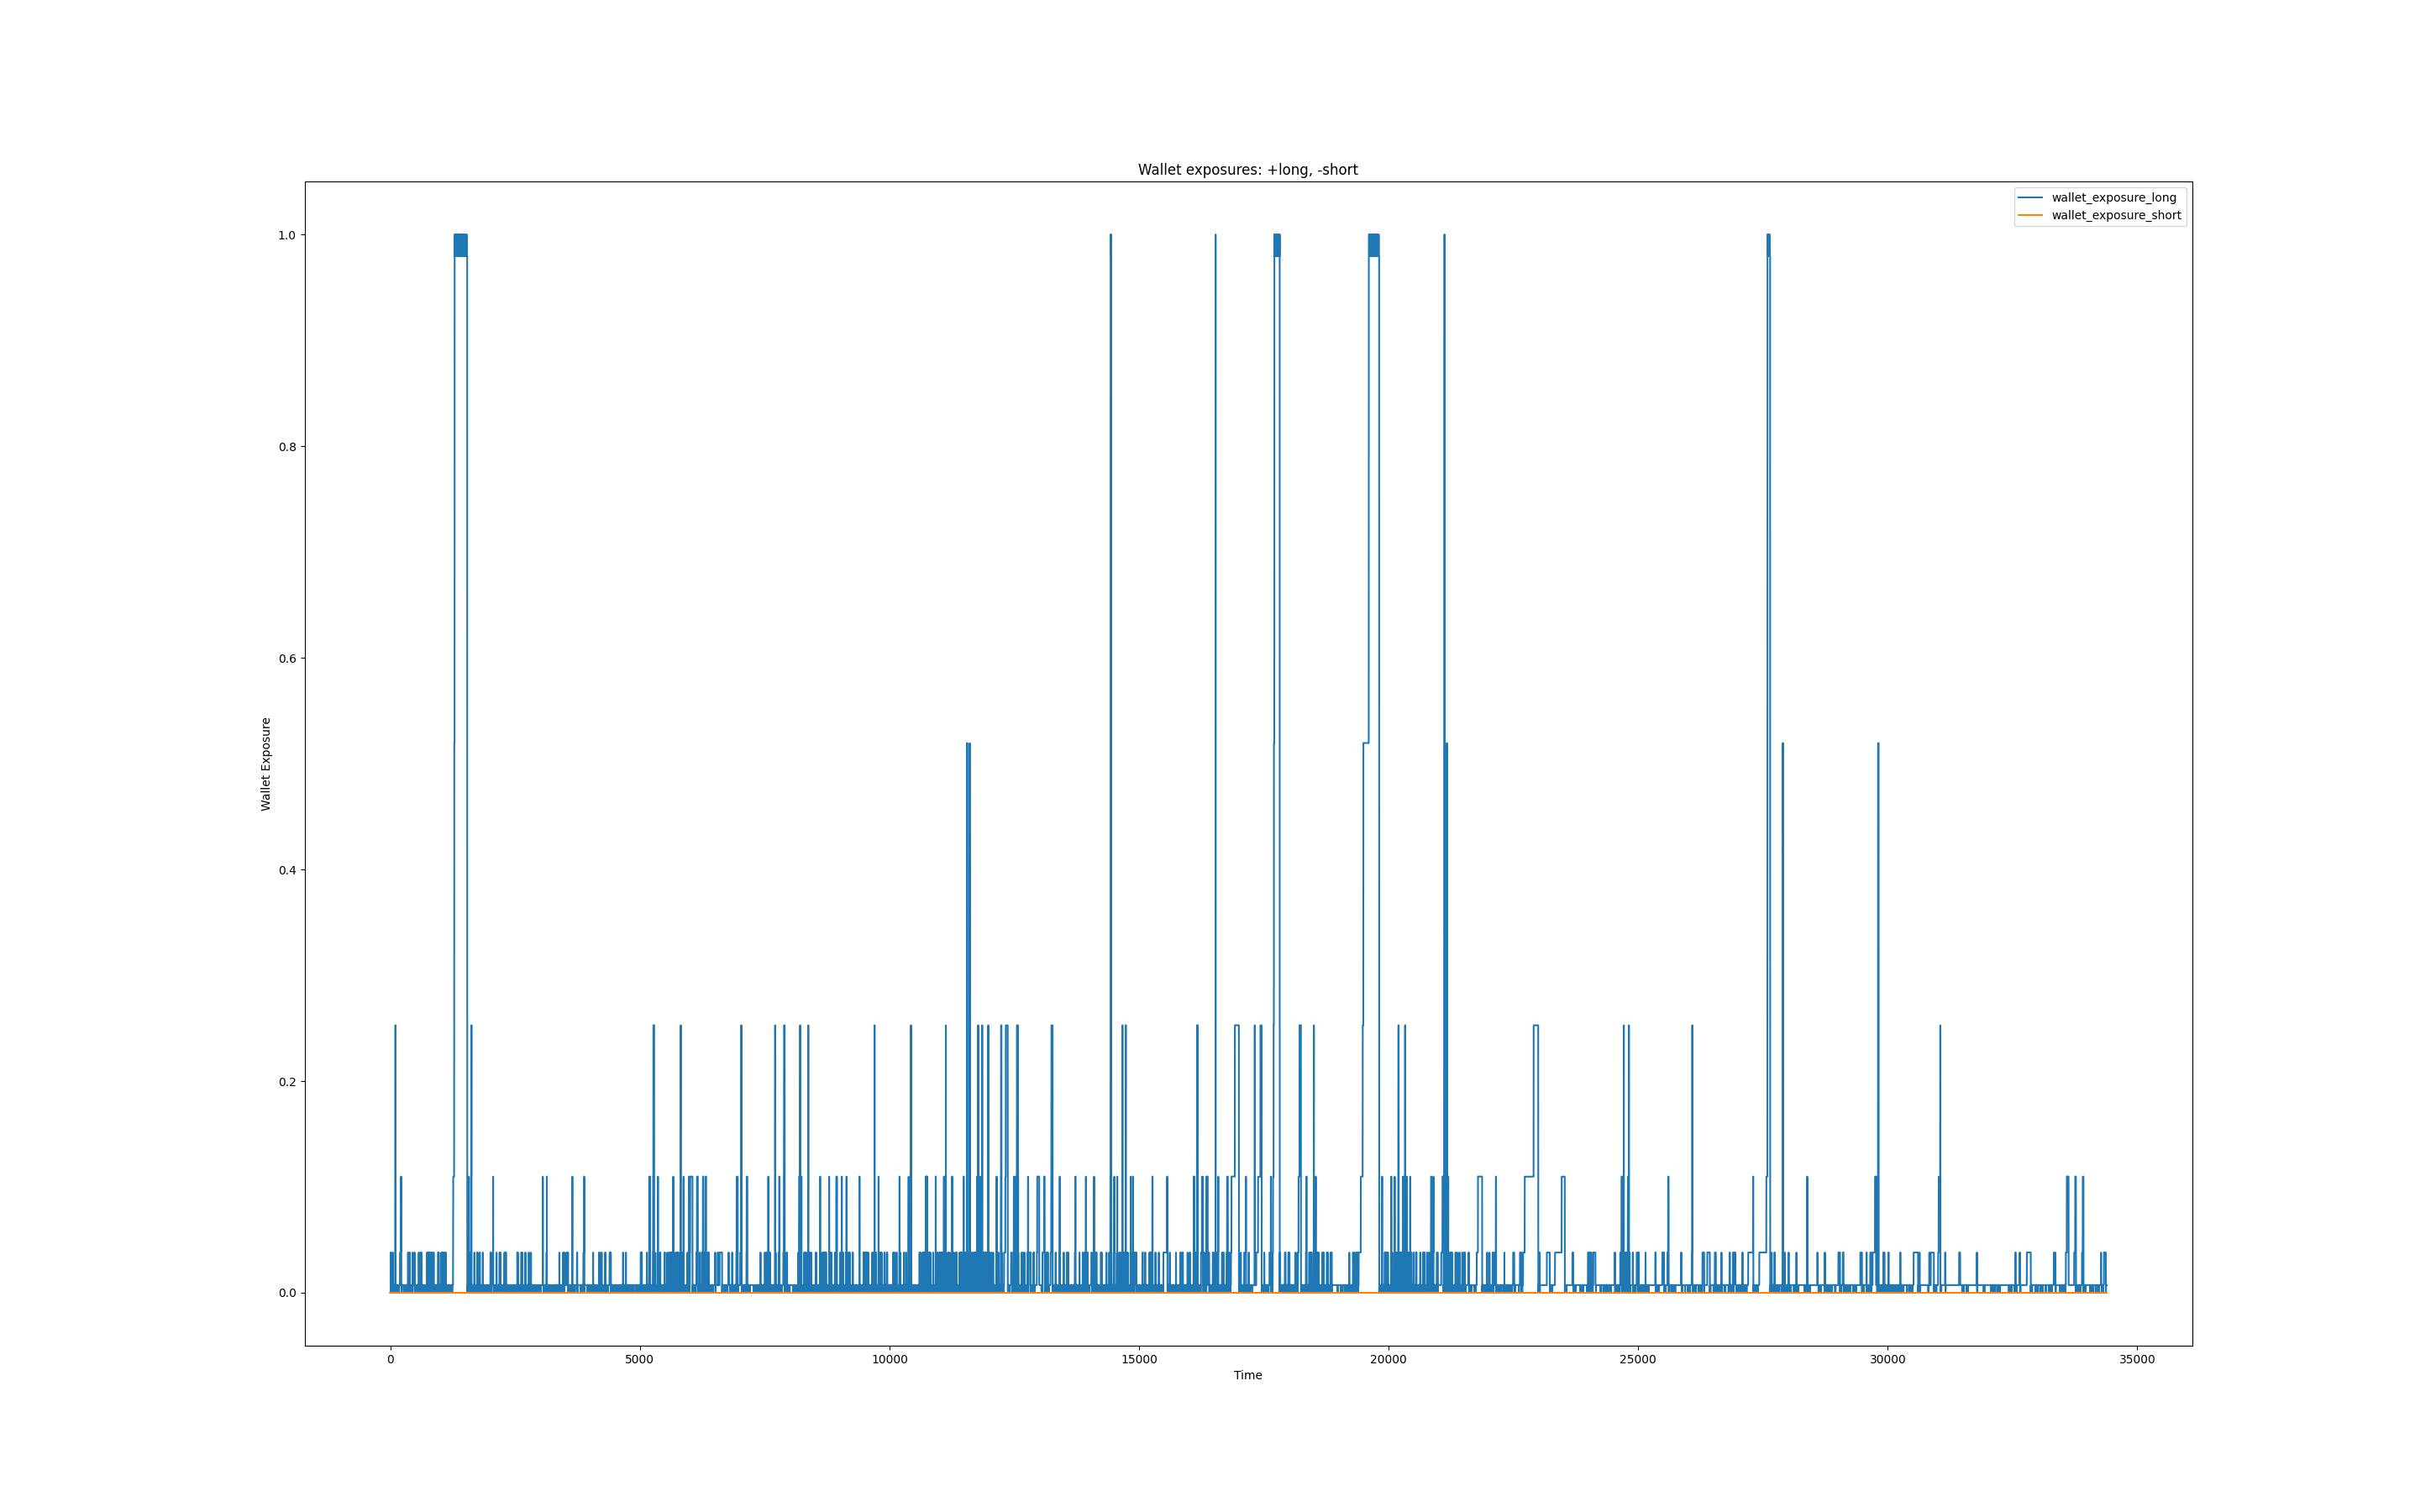 Wallet exposures: +long, -short
wallet_exposure_long
wallet_exposure_short
1.0
0.8
0.6
0.4
0.2
0.0
Wallet Exposure
0 5000 10000 15000 20000 25000 30000 35000
Time